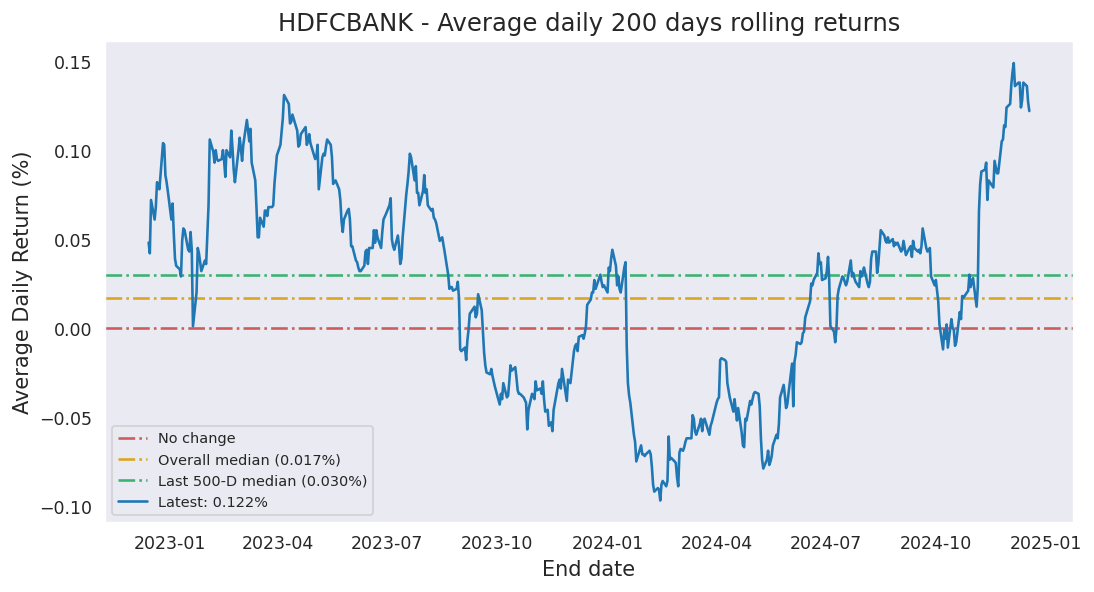 HDFCBANK - Average daily 200 days rolling returns
Average Daily Return (%)
0.15
0.10
0.05
0.00
−0.05
−0.10
No change
Overall median (0.017%)
Last 500-D median (0.030%)
Latest: 0.122%
2023-01 2023-04 2023-07 2023-10 2024-01 2024-04 2024-07 2024-10 2025-01
End date